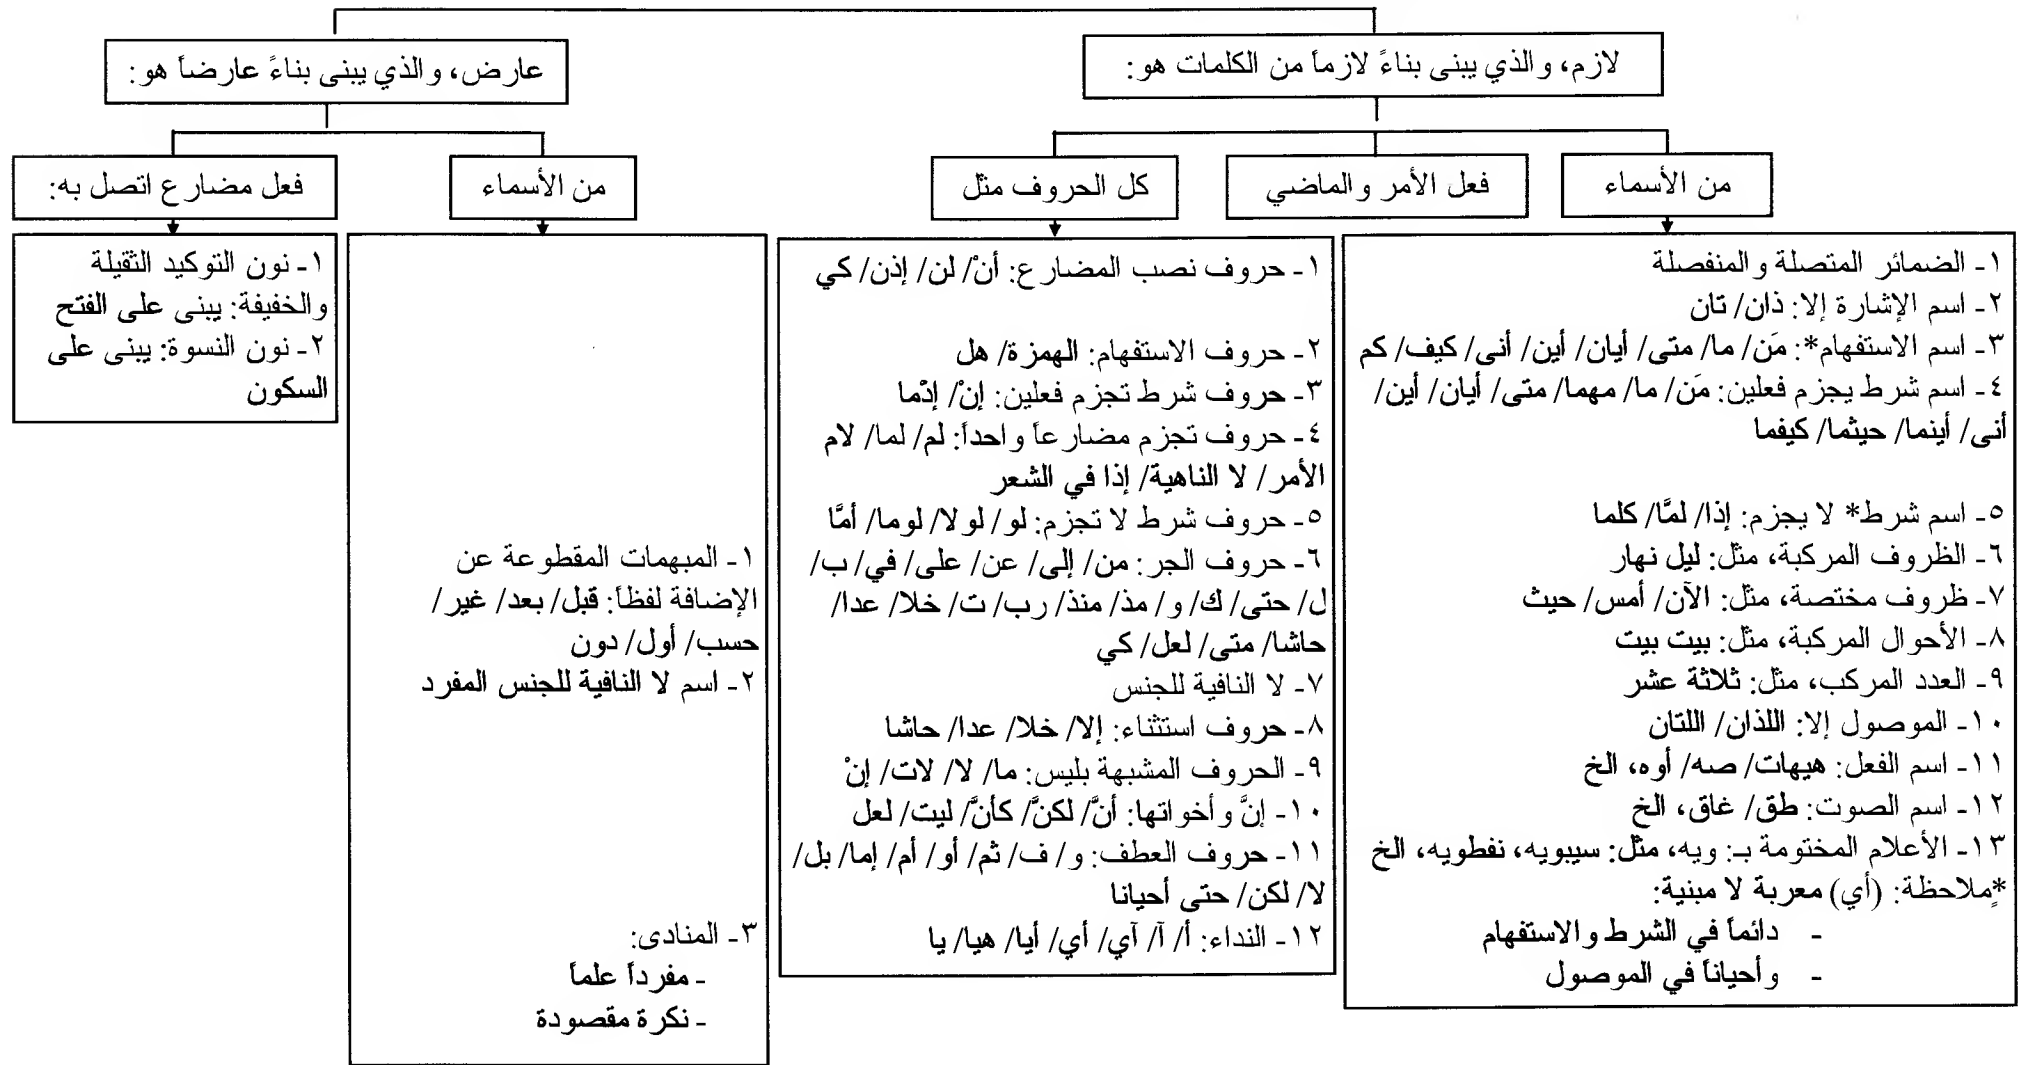 لازم، والذي يبنى بناءً لازماً من الكلمات هو:
عارض، والذي يبنى بناءً عارضاً هو:
من الأسماء
فعل الأمر والماضي
كل الحروف مثل
من الأسماء
فعل مضارع اتصل به:
١- الضمائر المتصلة والمنفصلة
٢- اسم الإشارة إلا: ذان/ تان
٣- اسم الاستفهام*: مَن/ ما/ متى/ أيان/ أين/ أنى/ كيف/ كم
٤- اسم شرط يجزم فعلين: مَن/ ما/ مهما/ متى/ أيان/ أين/
أنى/ أينما/ حيثما/ كيفما
٥- اسم شرط* لا يجزم: إذا/ لمَّا/ كلما
٦- الظروف المركبة، مثل: ليل نهار
٧- ظروف مختصة، مثل: الآن/ أمس/ حيث
٨- الأحوال المركبة، مثل: بيت بيت
٩- العدد المركب، مثل: ثلاثة عشر
١٠- الموصول إلا: اللذان/ اللتان
١١- اسم الفعل: هيهات/ صه/ أوه، الخ
١٢- اسم الصوت: طق/ غاق، الخ
١٣- الأعلام المختومة بـ: ويه، مثل: سيبويه، نفطويه، الخ
*ملاحظة: (أي) معربة لا مبنية:
- دائماً في الشرط والاستفهام
- وأحياناً في الموصول
١- حروف نصب المضارع: أنْ/ لن/ إذن/ كي
٢- حروف الاستفهام: الهمزة/ هل
٣- حروف شرط تجزم فعلين: إنْ/ إذْما
٤- حروف تجزم مضارعاً واحداً: لم/ لما/ لام
الأمر/ لا الناهية/ إذا في الشعر
٥- حروف شرط لا تجزم: لو/ لولا/ لوما/ أمَّا
٦- حروف الجر: من/ إلى/ عن/ على/ في/ ب/
ل/ حتى/ ك/ و/ مذ/ منذ/ رب/ ت/ خلا/ عدا/
حاشا/ متى/ لعل/ كي
٧- لا النافية للجنس
٨- حروف استثناء: إلا/ خلا/ عدا/ حاشا
٩- الحروف المشبهة بليس: ما/ لا/ لات/ إنْ
١٠- إنَّ وأخواتها: أنَّ/ لكنَّ/ كأنَّ/ ليت/ لعل
١١- حروف العطف: و/ ف/ ثم/ أو/ أم/ إما/ بل/
لا/ لكن/ حتى أحيانا
١٢- النداء: أ/ آ/ آي/ أي/ أيا/ هيا/ يا
١- المبهمات المقطوعة عن
الإضافة لفظاً: قبل/ بعد/ غير/
حسب/ أول/ دون
٢- اسم لا النافية للجنس المفرد
٣- المنادى:
- مفرداً علماً
- نكرة مقصودة
١- نون التوكيد الثقيلة
والخفيفة: يبنى على الفتح
٢- نون النسوة: يبنى على
السكون